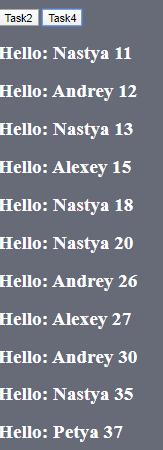 Task2 Task4
Hello: Nastya 11
Hello: Andrey 12
Hello: Nastya 13
Hello: Alexey 15
Hello: Nastya 18
Hello: Nastya 20
Hello: Andrey 26
Hello: Alexey 27
Hello: Andrey 30
Hello: Nastya 35
Hello: Petya 37